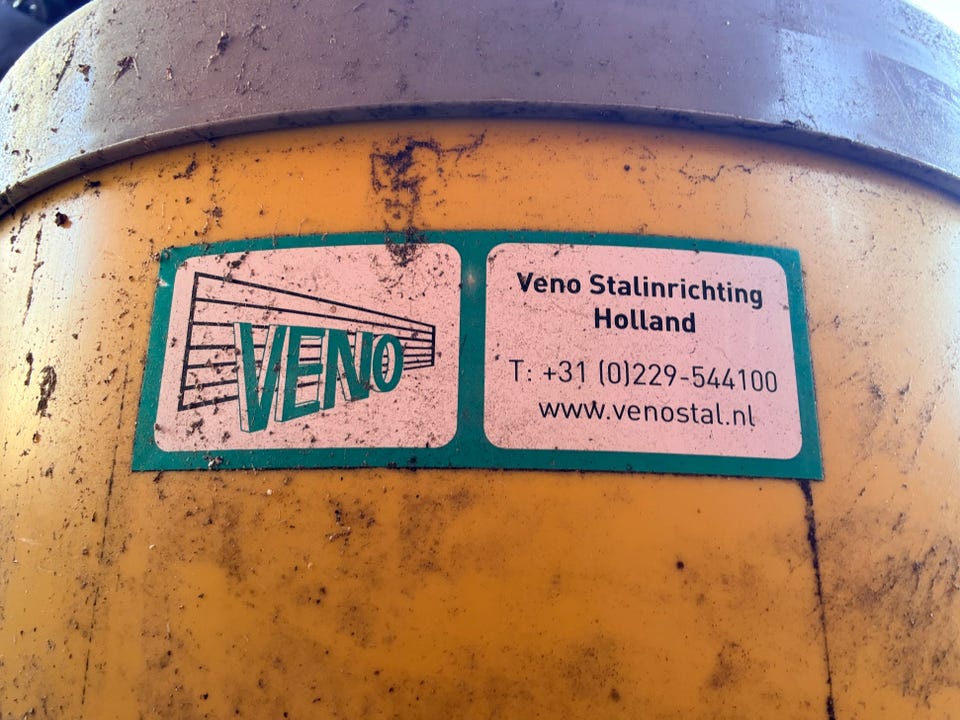 VENO
Veno Stalinrichting
Holland
T: +31 (0)229-544100
www.venostal.nl